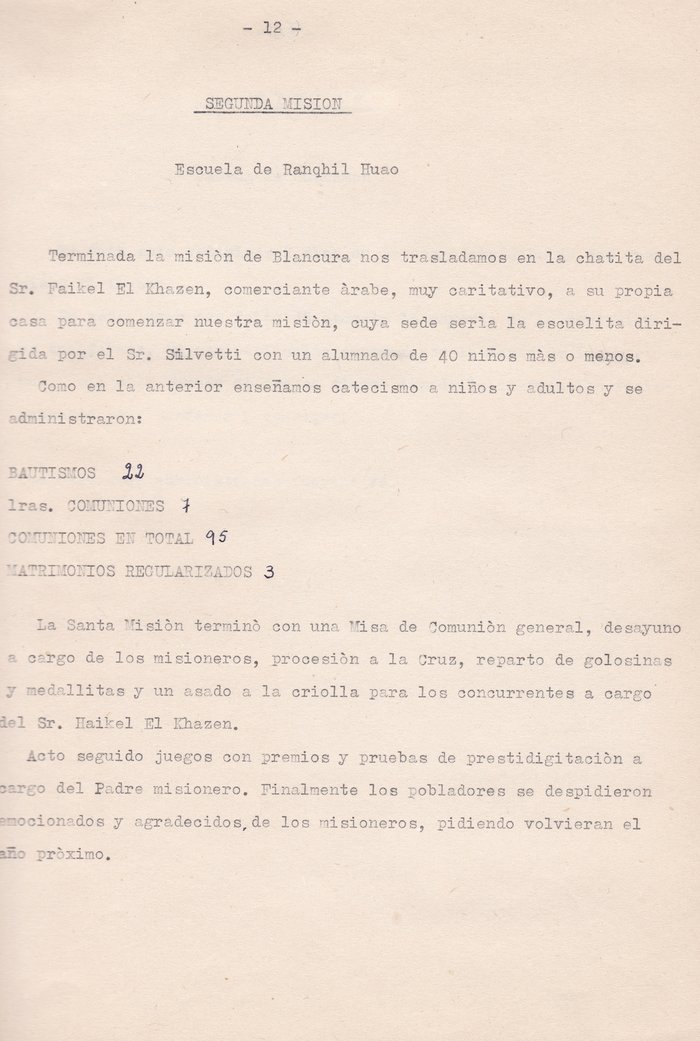 - 12 -
SEGUNDA MISION
Escuela de Ranqhil Huao
Terminada la misiòn de Blancura nos trasladamos en la chatita del
Sr. Faikel El Khazen, comerciante àrabe, muy caritativo, a su propia
casa para comenzar nuestra misiòn, cuya sede serìa la escuelita diri-
gida por el Sr. Silvetti con un alumnado de 40 niños màs o menos.
Como en la anterior enseñamos catecismo a niños y adultos y se
administraron:
BAUTISMOS 22
1ras. COMUNIONES 7
COMUNIONES EN TOTAL 95
MATRIMONIOS REGULARIZADOS 3
La Santa Misiòn terminò con una Misa de Comuniòn general, desayuno
a cargo de los misioneros, procesiòn a la Cruz, reparto de golosinas
y medallitas y un asado a la criolla para los concurrentes a cargo
del Sr. Haikel El Khazen.
Acto seguido juegos con premios y pruebas de prestidigitaciòn a
cargo del Padre misionero. Finalmente los pobladores se despidieron
emocionados y agradecidos, de los misioneros, pidiendo volvieran el
año pròximo.